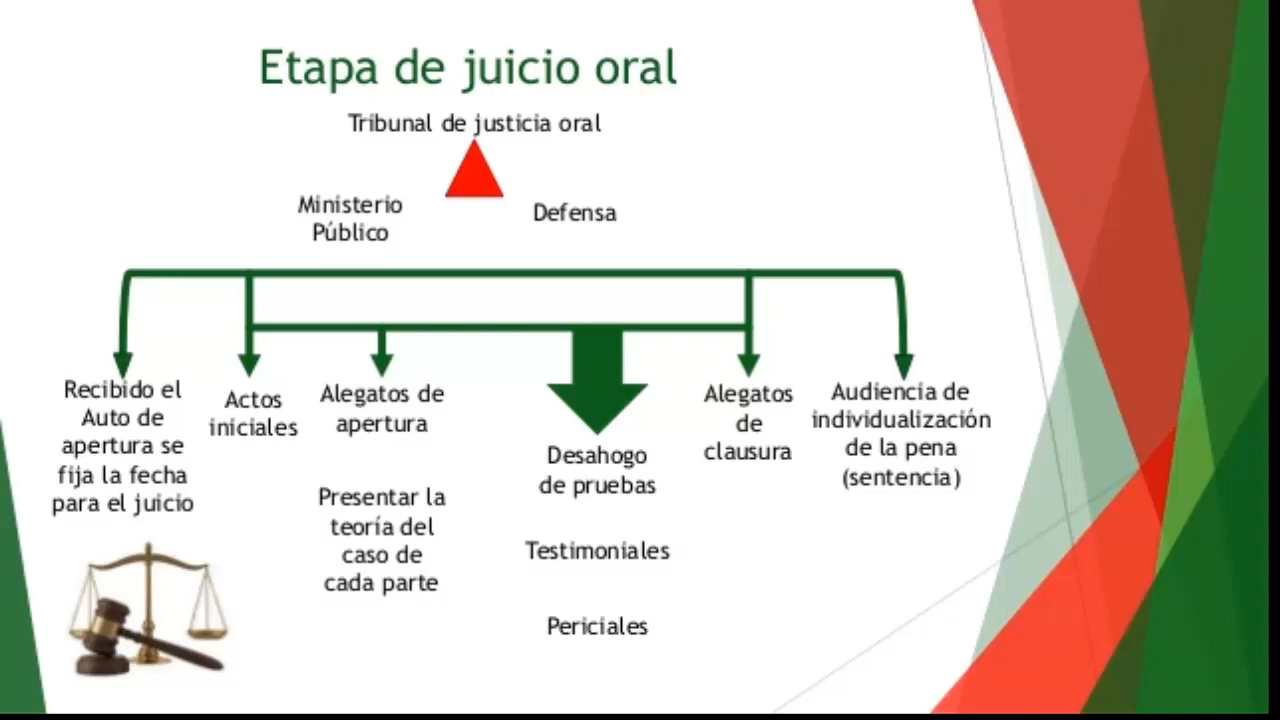 Etapa de juicio oral
Tribunal de justicia oral
Ministerio
Público
Defensa
Recibido el
Auto de
apertura se
fija la fecha
para el juicio
Actos
iniciales
Alegatos de
apertura
Presentar la
teoría del
caso de
cada parte
Desahogo
de pruebas
Testimoniales
Periciales
Alegatos
de
clausura
Audiencia de
individualización
de la pena
(sentencia)